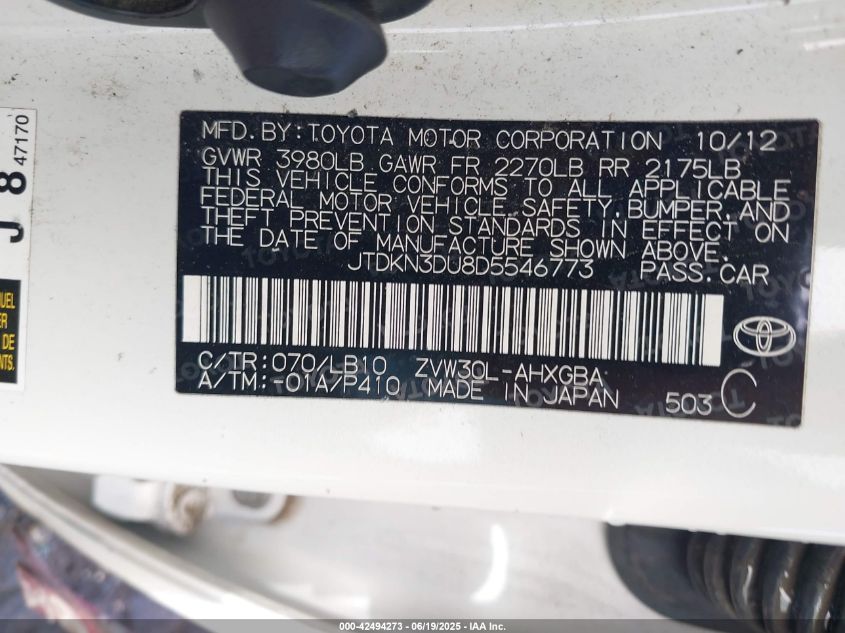 MFD.BY:TOYOTA MOTOR CORPORATION 10/12
GVWR 3980LB GAWR FR 2270LB RR 2175LB
THIS VEHICLE CONFORMS TO ALL APPLICABLE
FEDERAL MOTOR VEHICLE SAFETY,BUMPER,AND
THEFT PREVENTION STANDARDS IN EFFECT ON
THE DATE OF MANUFACTURE SHOWN ABOVE.
JTDKN3DU8D5546773 PASS.CAR
C/TR:070/LB10 ZVW30L-AHXGBA
A/TM:-01A/P410 MADE IN JAPAN 503 C
J 8 47170
DE
000-42494273 - 06/19/2025 - IAA Inc.